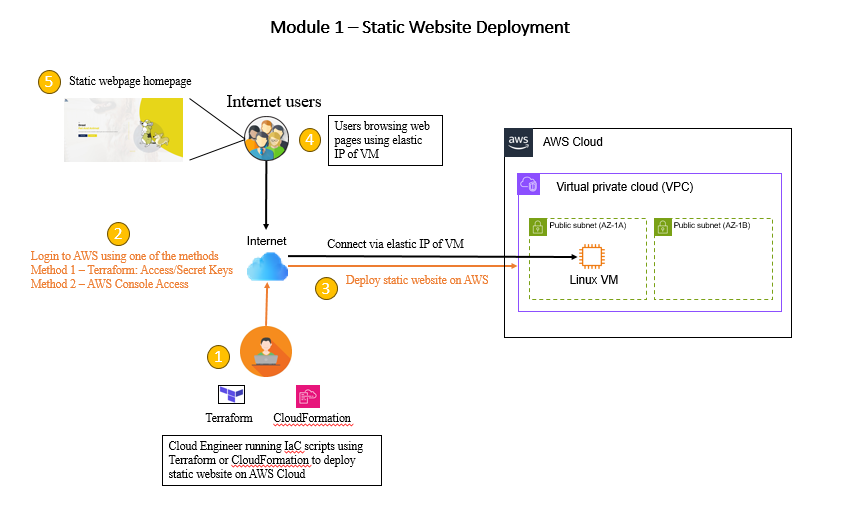 Module 1 – Static Website Deployment
5
Static webpage homepage
Internet users
4
Users browsing web
pages using elastic
IP of VM
aws
AWS Cloud
Virtual private cloud (VPC)
Public subnet (AZ-1A)
Public subnet (AZ-1B)
Linux VM
2
Login to AWS using one of the methods
Method 1 – Terraform: Access/Secret Keys
Method 2 – AWS Console Access
Internet
Connect via elastic IP of VM
3
Deploy static website on AWS
1
Terraform
CloudFormation
Cloud Engineer running IaC scripts using
Terraform or CloudFormation to deploy
static website on AWS Cloud